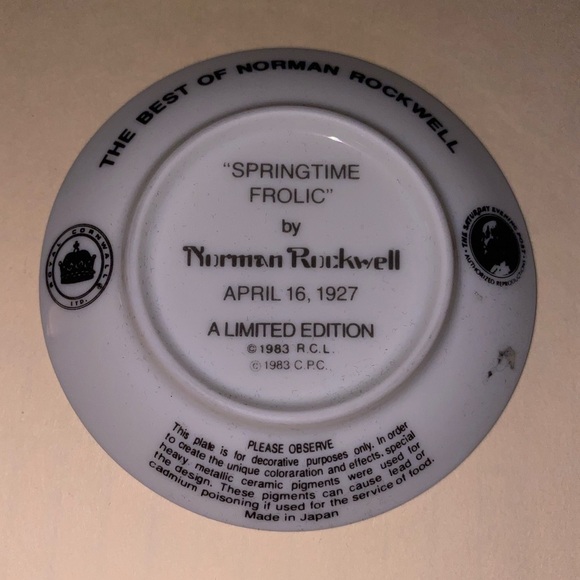 THE BEST OF NORMAN ROCKWELL
"SPRINGTIME
FROLIC"
by
Norman Rockwell
APRIL 16, 1927
A LIMITED EDITION
©1983 R.C.L.
©1983 C.P.C.
ROYAL CORNWALL
LTD.
THE SATURDAY EVENING POST
AUTHORIZED REPRODUCTION
PLEASE OBSERVE
This plate is for decorative purposes only. In order
to create the unique coloraration and effects, special
heavy metallic ceramic pigments were used for
the design. These pigments can cause lead or
cadmium poisoning if used for the service of food.
Made in Japan